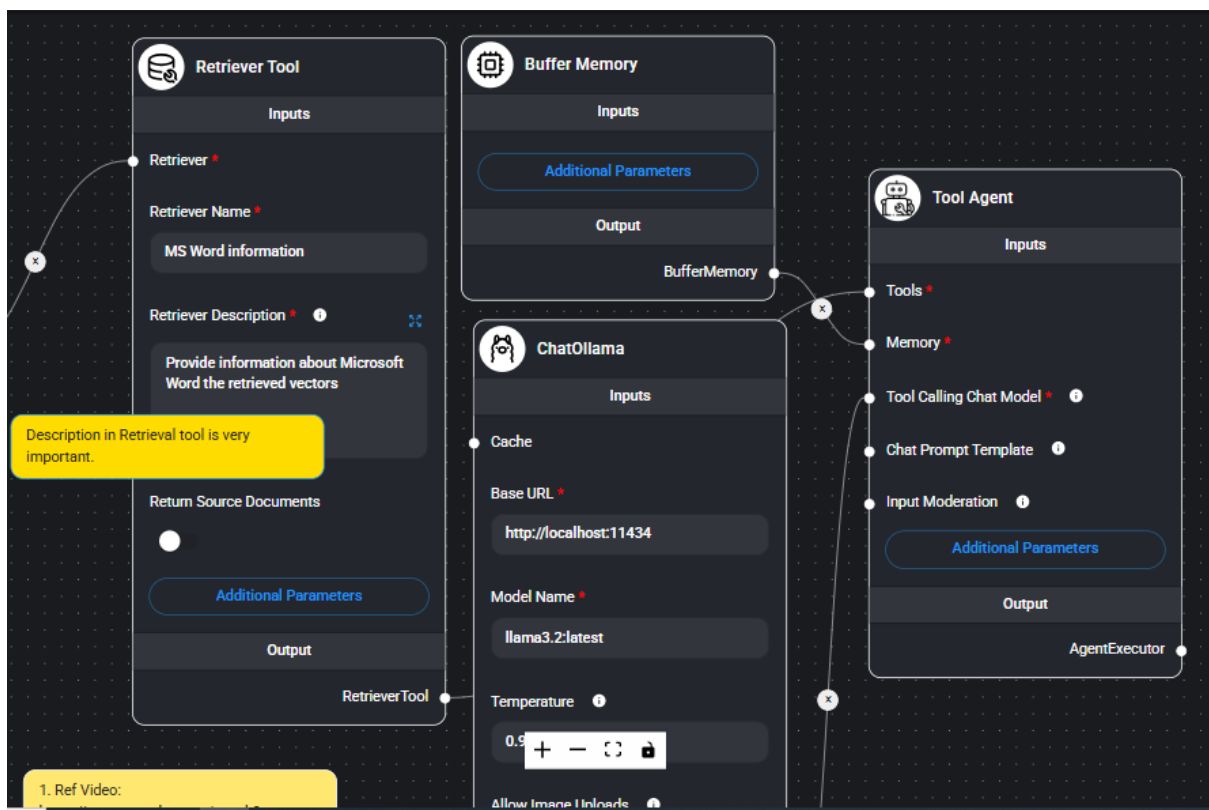 Retriever Tool
Inputs
Retriever *
Retriever Name *
MS Word information
Retriever Description *
Provide information about Microsoft
Word the retrieved vectors
Description in Retrieval tool is very
important.
Return Source Documents
Additional Parameters
Output
RetrieverTool
1. Ref Video:
Buffer Memory
Inputs
Additional Parameters
Output
BufferMemory
ChatOllama
Inputs
Cache
Base URL *
http://localhost:11434
Model Name *
llama3.2:latest
Temperature
0.9
Allow Image Uploads
Tool Agent
Inputs
Tools *
Memory *
Tool Calling Chat Model *
Chat Prompt Template
Input Moderation
Additional Parameters
Output
AgentExecutor